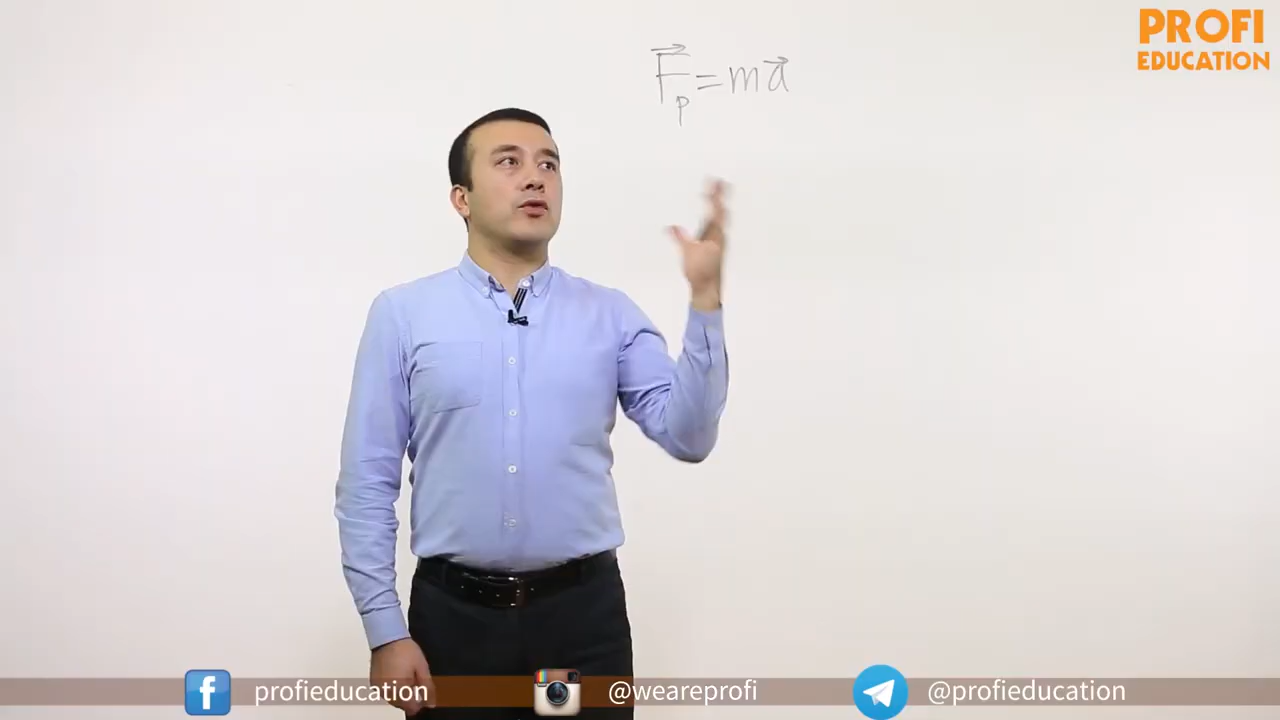 PROFI
EDUCATION
F⃗ₚ = ma⃗
profieducation
@weareprofi
@profieducation